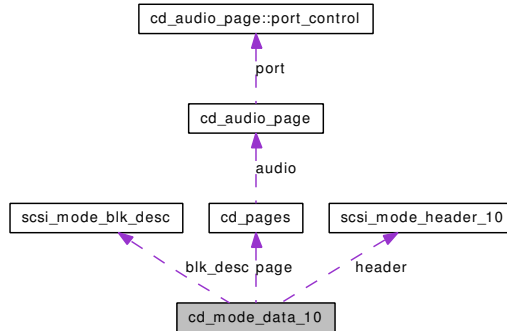 cd_audio_page::port_control
port
cd_audio_page
audio
scsi_mode_blk_desc
cd_pages
scsi_mode_header_10
blk_desc
page
header
cd_mode_data_10